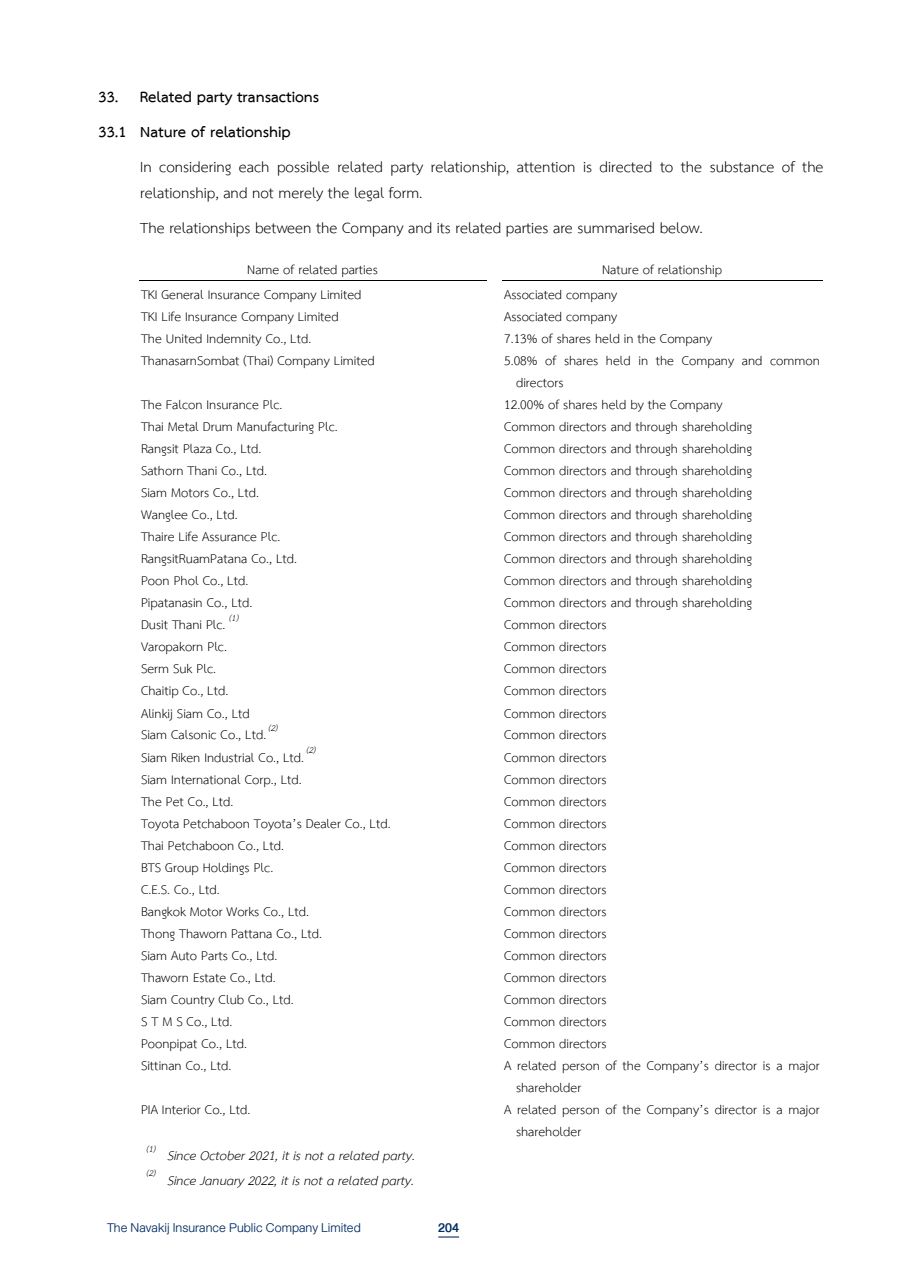 33. Related party transactions
33.1 Nature of relationship
In considering each possible related party relationship, attention is directed to the substance of the
relationship, and not merely the legal form.
The relationships between the Company and its related parties are summarised below.
Name of related parties Nature of relationship
TKI General Insurance Company Limited Associated company
TKI Life Insurance Company Limited Associated company
The United Indemnity Co., Ltd. 7.13% of shares held in the Company
ThanasarnSombat (Thai) Company Limited 5.08% of shares held in the Company and common
directors
The Falcon Insurance Plc. 12.00% of shares held by the Company
Thai Metal Drum Manufacturing Plc. Common directors and through shareholding
Rangsit Plaza Co., Ltd. Common directors and through shareholding
Sathorn Thani Co., Ltd. Common directors and through shareholding
Siam Motors Co., Ltd. Common directors and through shareholding
Wanglee Co., Ltd. Common directors and through shareholding
Thaire Life Assurance Plc. Common directors and through shareholding
RangsitRuamPatana Co., Ltd. Common directors and through shareholding
Poon Phol Co., Ltd. Common directors and through shareholding
Pipatanasin Co., Ltd. Common directors and through shareholding
Dusit Thani Plc. (1) Common directors
Varopakorn Plc. Common directors
Serm Suk Plc. Common directors
Chaitip Co., Ltd. Common directors
Alinkij Siam Co., Ltd Common directors
Siam Calsonic Co., Ltd. (2) Common directors
Siam Riken Industrial Co., Ltd. (2) Common directors
Siam International Corp., Ltd. Common directors
The Pet Co., Ltd. Common directors
Toyota Petchaboon Toyota's Dealer Co., Ltd. Common directors
Thai Petchaboon Co., Ltd. Common directors
BTS Group Holdings Plc. Common directors
C.E.S. Co., Ltd. Common directors
Bangkok Motor Works Co., Ltd. Common directors
Thong Thaworn Pattana Co., Ltd. Common directors
Siam Auto Parts Co., Ltd. Common directors
Thaworn Estate Co., Ltd. Common directors
Siam Country Club Co., Ltd. Common directors
S T M S Co., Ltd. Common directors
Poonpipat Co., Ltd. Common directors
Sittinan Co., Ltd. A related person of the Company's director is a major
shareholder
PIA Interior Co., Ltd. A related person of the Company's director is a major
shareholder
(1) Since October 2021, it is not a related party.
(2) Since January 2022, it is not a related party.
The Navakij Insurance Public Company Limited 204